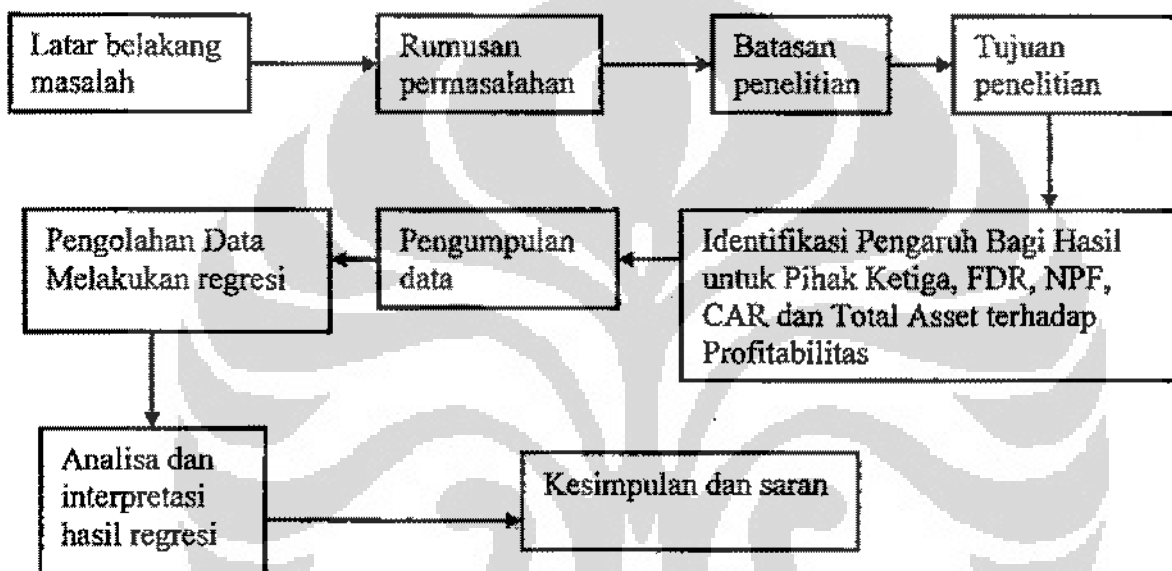 Latar belakang
masalah
Rumusan
permasalahan
Batasan
penelitian
Tujuan
penelitian
Identifikasi Pengaruh Bagi Hasil
untuk Pihak Ketiga, FDR, NPF,
CAR dan Total Asset terhadap
Profitabilitas
Pengumpulan
data
Pengolahan Data
Melakukan regresi
Analisa dan
interpretasi
hasil regresi
Kesimpulan dan saran